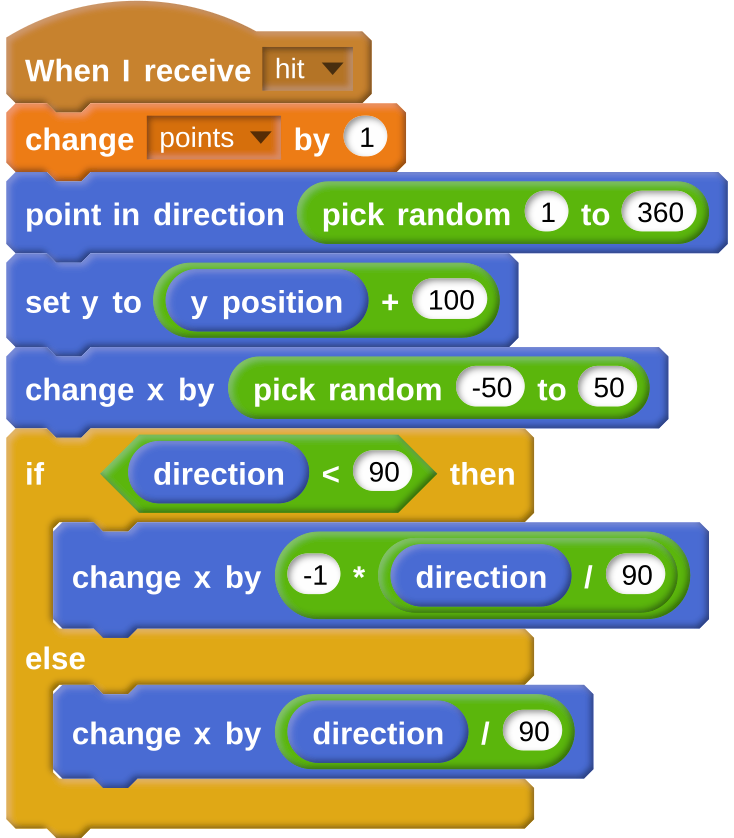 When I receive hit
change points by 1
point in direction pick random 1 to 360
set y to y position + 100
change x by pick random -50 to 50
if direction < 90 then
change x by -1 * direction / 90
else
change x by direction / 90